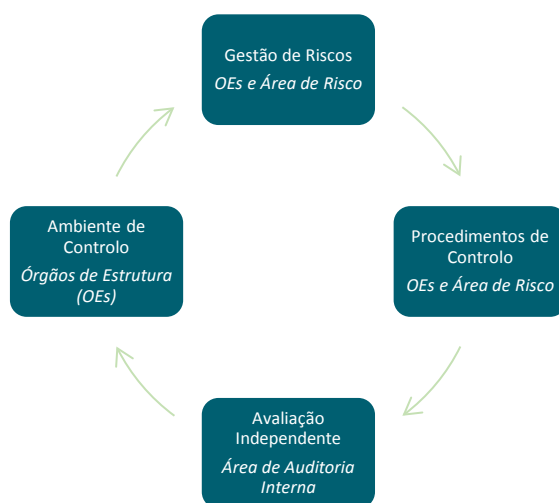 Gestão de Riscos
OEs e Área de Risco
Ambiente de
Controlo
Órgãos de Estrutura
(OEs)
Procedimentos de
Controlo
OEs e Área de Risco
Avaliação
Independente
Área de Auditoria
Interna